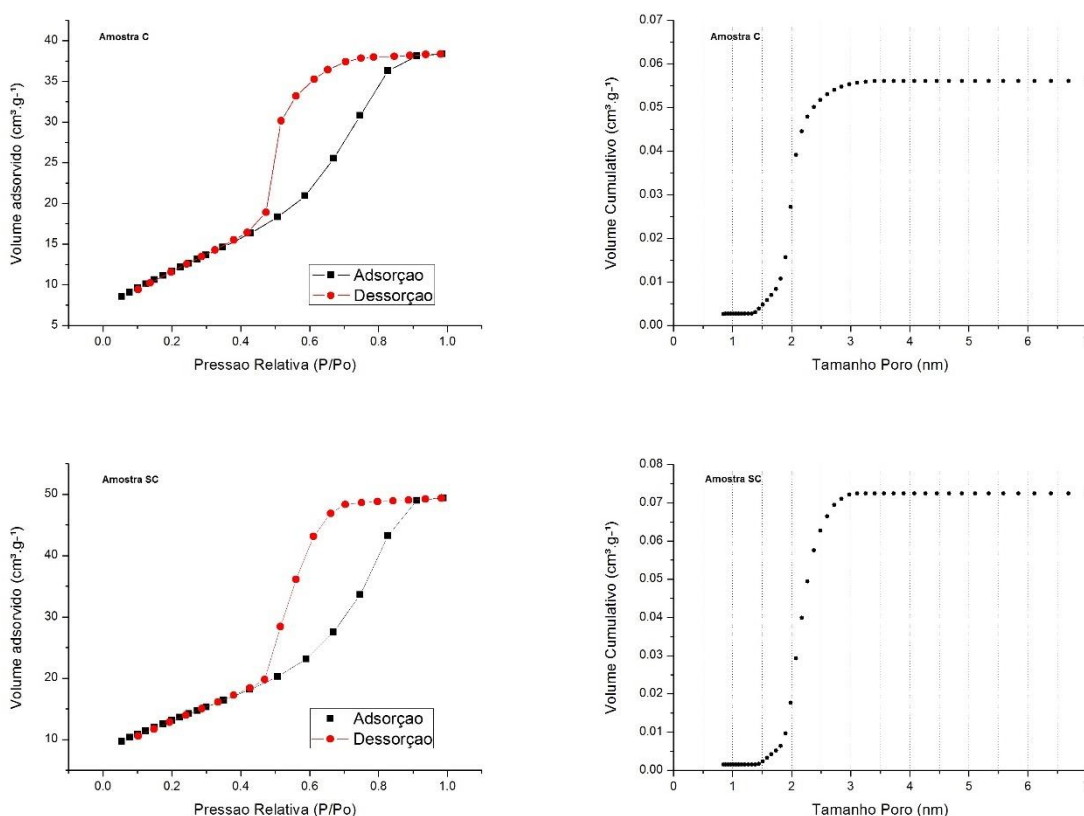 Amostra C
Volume adsorvido (cm³.g⁻¹)
40
35
30
25
20
15
10
5
0.0 0.2 0.4 0.6 0.8 1.0
Pressao Relativa (P/Po)
Adsorçao
Dessorçao
Amostra C
Volume Cumulativo (cm³.g⁻¹)
0.07
0.06
0.05
0.04
0.03
0.02
0.01
0.00
0 1 2 3 4 5 6 7
Tamanho Poro (nm)
Amostra SC
Volume adsorvido (cm³.g⁻¹)
50
40
30
20
10
0.0 0.2 0.4 0.6 0.8 1.0
Pressao Relativa (P/Po)
Adsorçao
Dessorçao
Amostra SC
Volume Cumulativo (cm³.g⁻¹)
0.08
0.07
0.06
0.05
0.04
0.03
0.02
0.01
0.00
0 1 2 3 4 5 6 7
Tamanho Poro (nm)